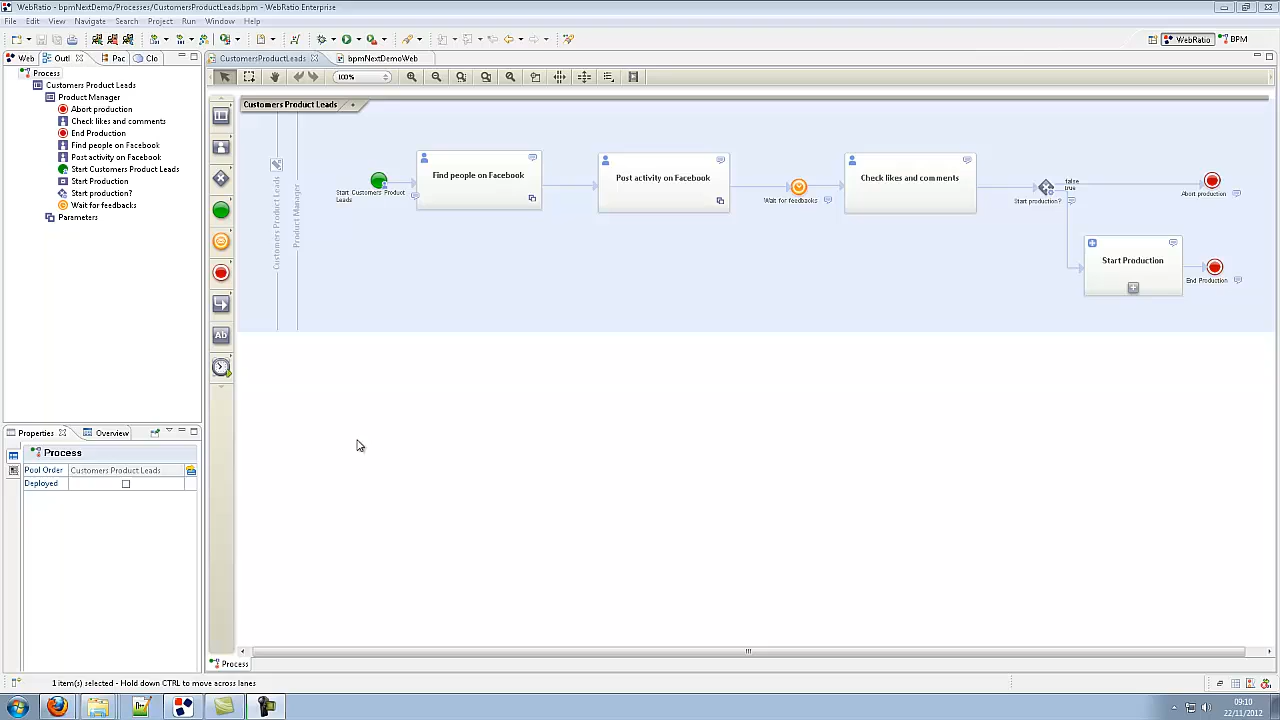 WebRatio - bpmNextDemo/Processes/CustomersProductLeads.bpm - WebRatio Enterprise
File Edit View Navigate Search Project Run Window Help
WebRatio BPM
Web Outl Pac Clo
CustomersProductLeads bpmNextDemoWeb
100%
Process
Customers Product Leads
Product Manager
Abort production
Check likes and comments
End Production
Find people on Facebook
Post activity on Facebook
Start Customers Product Leads
Start Production
Start production?
Wait for feedbacks
Parameters
Customers Product Leads
Customers Product Leads
Product Manager
Start Customers Product
Leads
Find people on Facebook
Post activity on Facebook
Wait for feedbacks
Check likes and comments
false
true
Start production?
Abort production
Start Production
End Production
Ab
Properties Overview
Process
Pool Order Customers Product Leads
Deployed
Process
1 item(s) selected - Hold down CTRL to move across lanes
09:10
22/11/2012